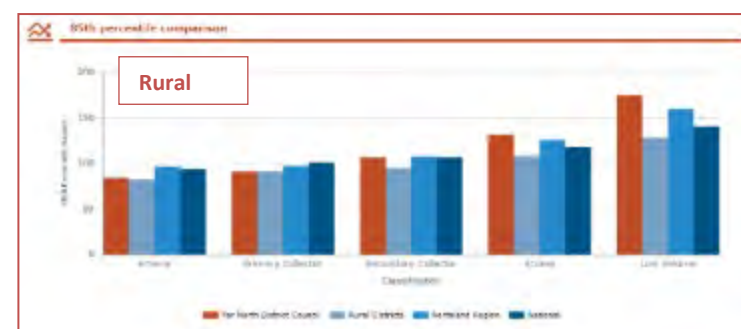 85th percentile comparison
Rural
200
150
100
50
0
Arterial
Primary Collector
Secondary Collector
Access
Low Volume
Classification
Far North District Council
Rural Districts
Northland Region
National